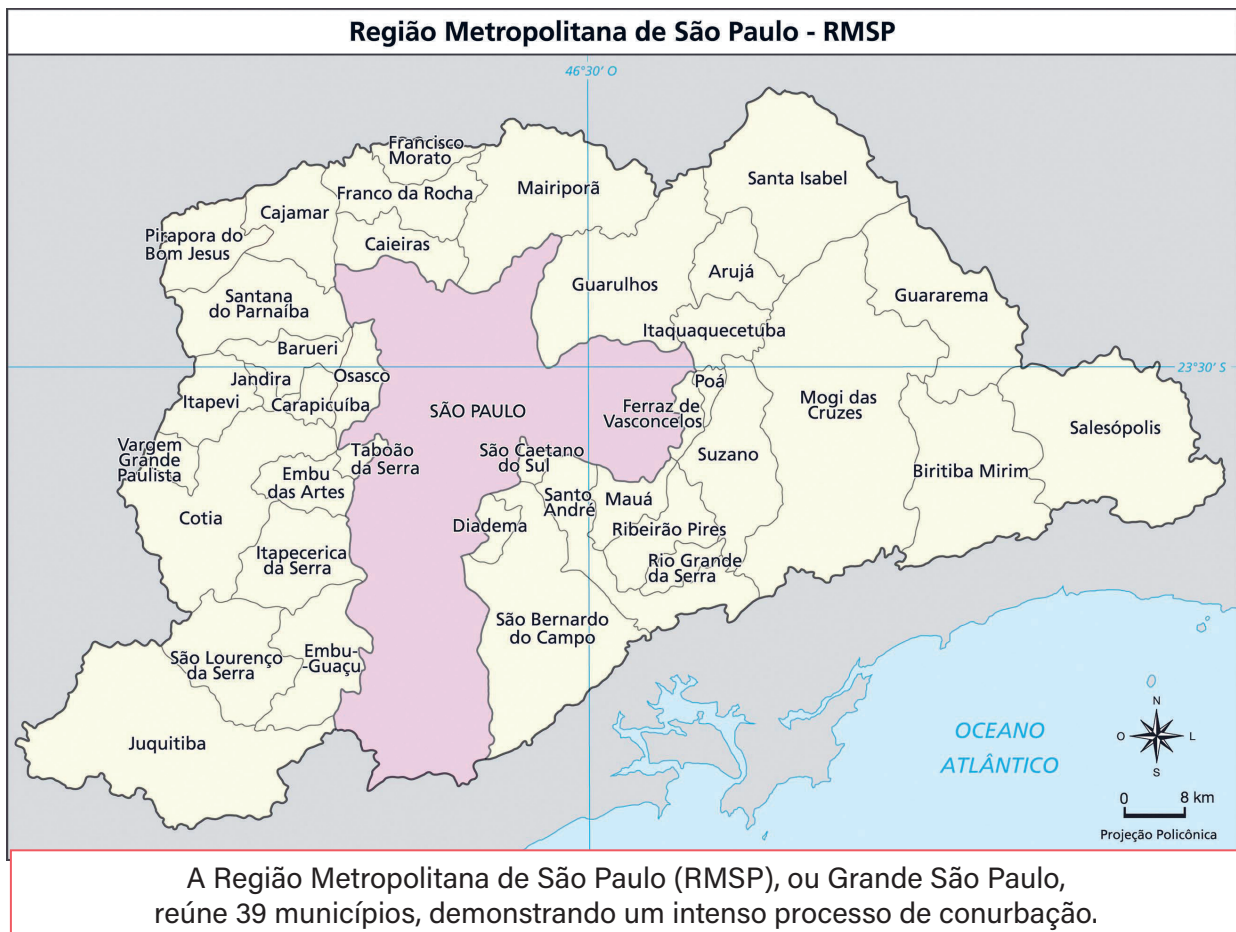 Região Metropolitana de São Paulo - RMSP
46°30' O
Francisco
Morato
Franco da Rocha
Mairiporã
Santa Isabel
Cajamar
Pirapora do
Bom Jesus
Caieiras
Guarulhos
Arujá
Guararema
Santana
do Parnaíba
Itaquaquecetuba
Barueri
23°30' S
Jandira
Osasco
Poá
Itapevi
Carapicuíba
SÃO PAULO
Ferraz de
Vasconcelos
Mogi das
Cruzes
Salesópolis
Vargem
Grande
Paulista
Taboão
da Serra
São Caetano
do Sul
Suzano
Biritiba Mirim
Embu
das Artes
Santo
André
Mauá
Cotia
Diadema
Ribeirão Pires
Itapecerica
da Serra
Rio Grande
da Serra
São Bernardo
do Campo
São Lourenço
da Serra
Embu-
-Guaçu
Juquitiba
OCEANO
ATLÂNTICO
N
O
L
S
0 8 km
Projeção Policônica
A Região Metropolitana de São Paulo (RMSP), ou Grande São Paulo,
reúne 39 municípios, demonstrando um intenso processo de conurbação.